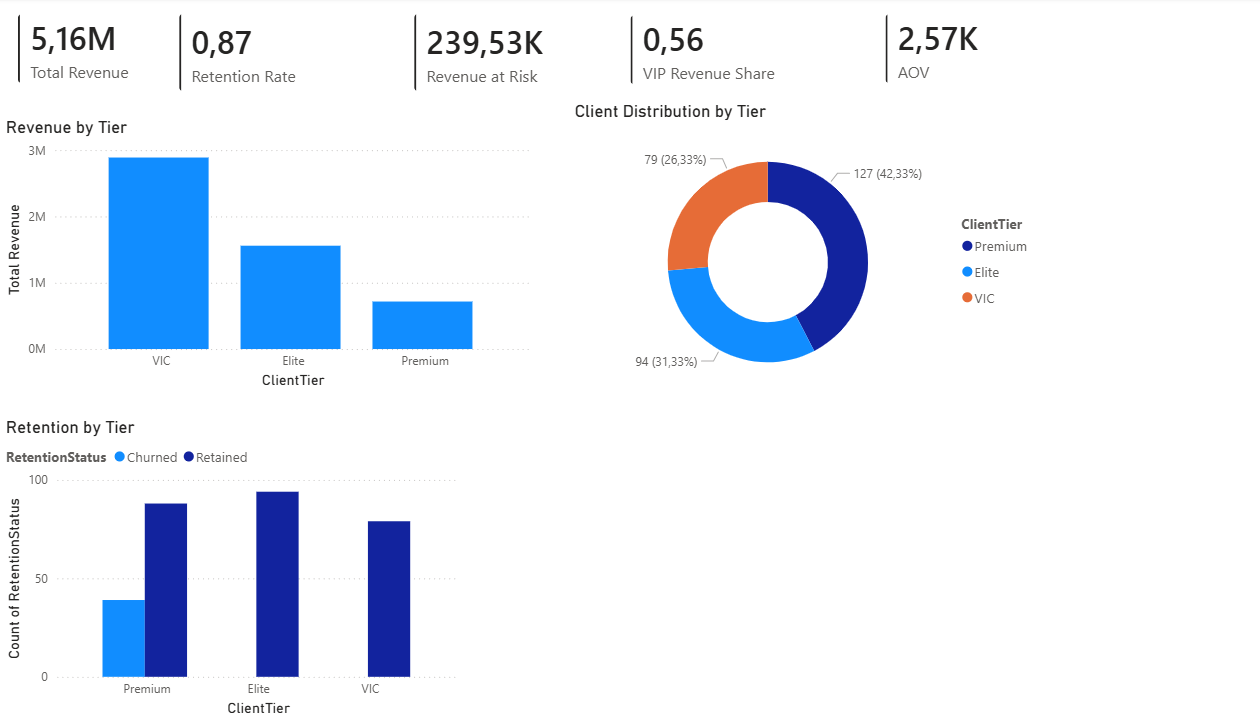 5,16M
Total Revenue
0,87
Retention Rate
239,53K
Revenue at Risk
0,56
VIP Revenue Share
2,57K
AOV
Revenue by Tier
Total Revenue
3M
2M
1M
0M
VIC
Elite
Premium
ClientTier
Client Distribution by Tier
79 (26,33%)
127 (42,33%)
94 (31,33%)
ClientTier
Premium
Elite
VIC
Retention by Tier
RetentionStatus Churned Retained
Count of RetentionStatus
100
50
0
Premium
Elite
VIC
ClientTier